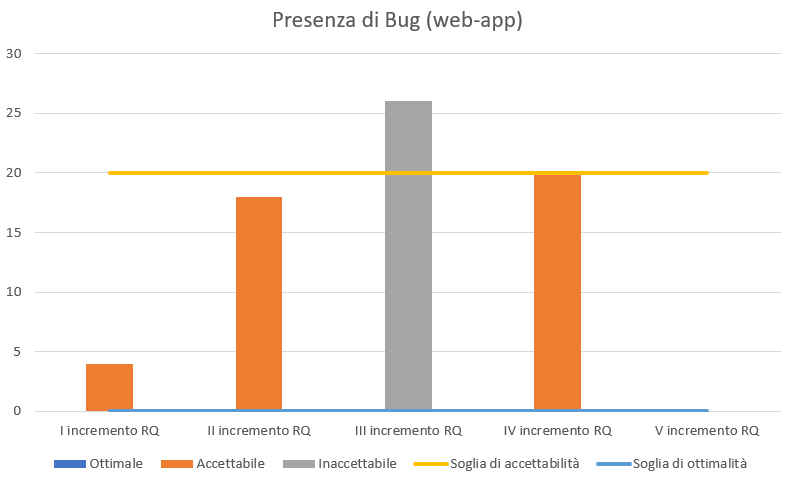 Presenza di Bug (web-app)
30
25
20
15
10
5
0
I incremento RQ
II incremento RQ
III incremento RQ
IV incremento RQ
V incremento RQ
Ottimale
Accettabile
Inaccettabile
Soglia di accettabilità
Soglia di ottimalità